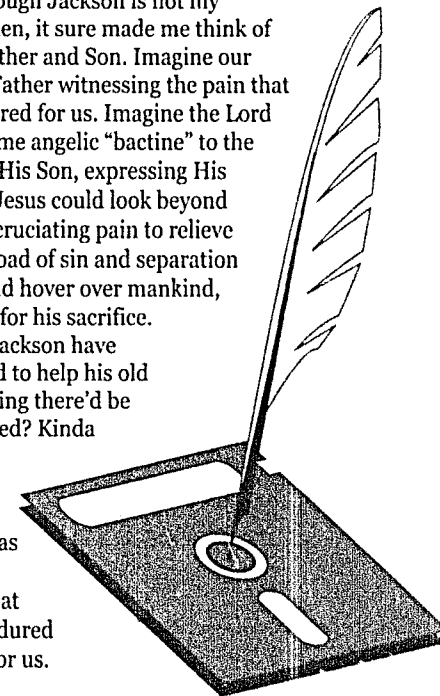 ough Jackson is not my
en, it sure made me think of
ther and Son. Imagine our
Father witnessing the pain that
red for us. Imagine the Lord
me angelic “bactine” to the
His Son, expressing His
Jesus could look beyond
cruciating pain to relieve
oad of sin and separation
d hover over mankind,
for his sacrifice.
ackson have
d to help his old
ing there'd be
ed? Kinda
as
at
dured
or us.